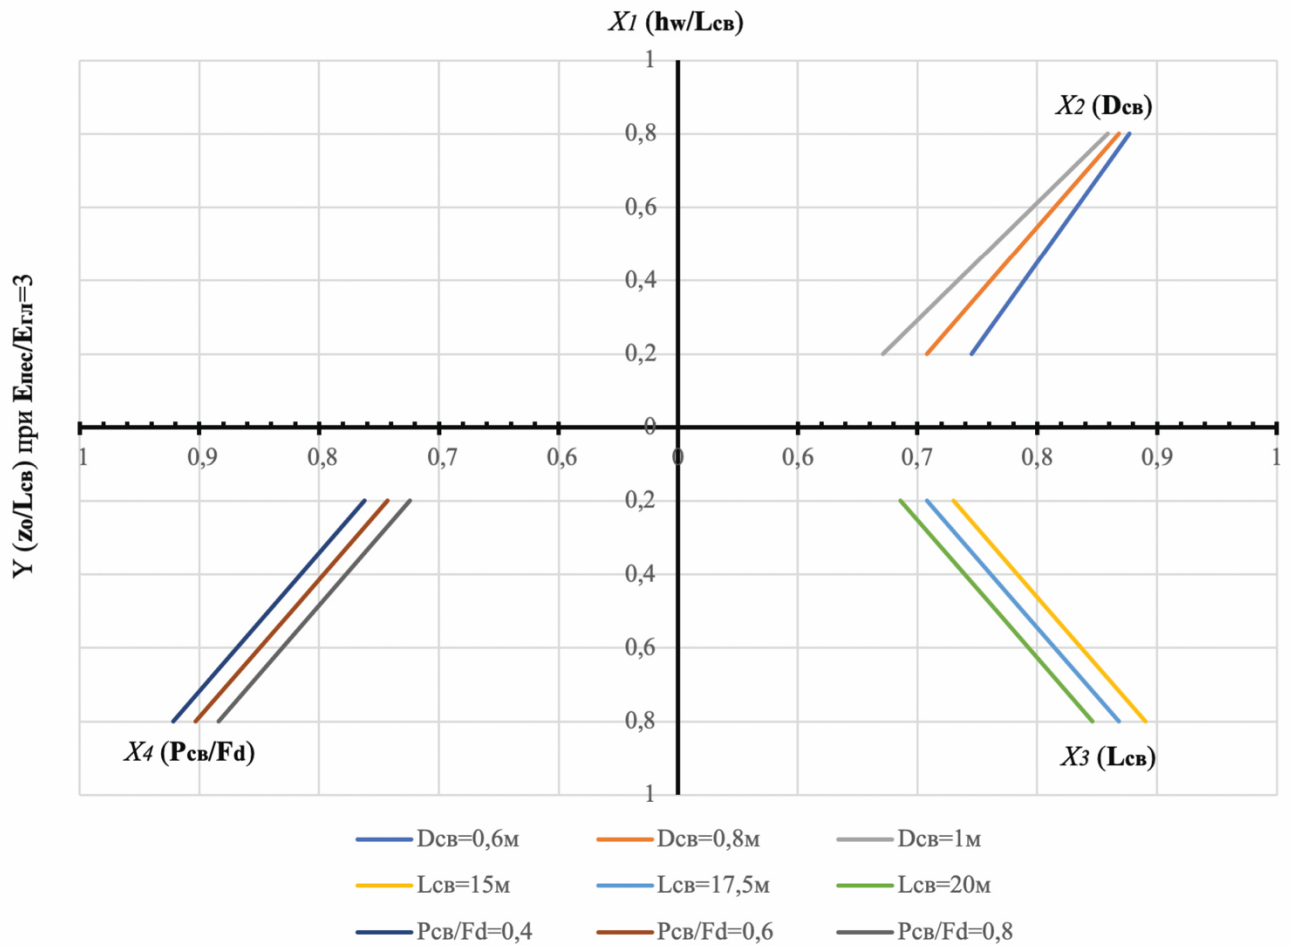 X1 (hw/Lсв)
1
X2 (Dсв)
0,8
0,6
0,4
0,2
0
1 0,9 0,8 0,7 0,6 0 0,6 0,7 0,8 0,9 1
Y (zo/Lсв) при Eпес/Eгл=3
0,2
0,4
0,6
0,8
X4 (Pсв/Fd)
X3 (Lсв)
1
Dсв=0,6м Dсв=0,8м Dсв=1м
Lсв=15м Lсв=17,5м Lсв=20м
Pсв/Fd=0,4 Pсв/Fd=0,6 Pсв/Fd=0,8